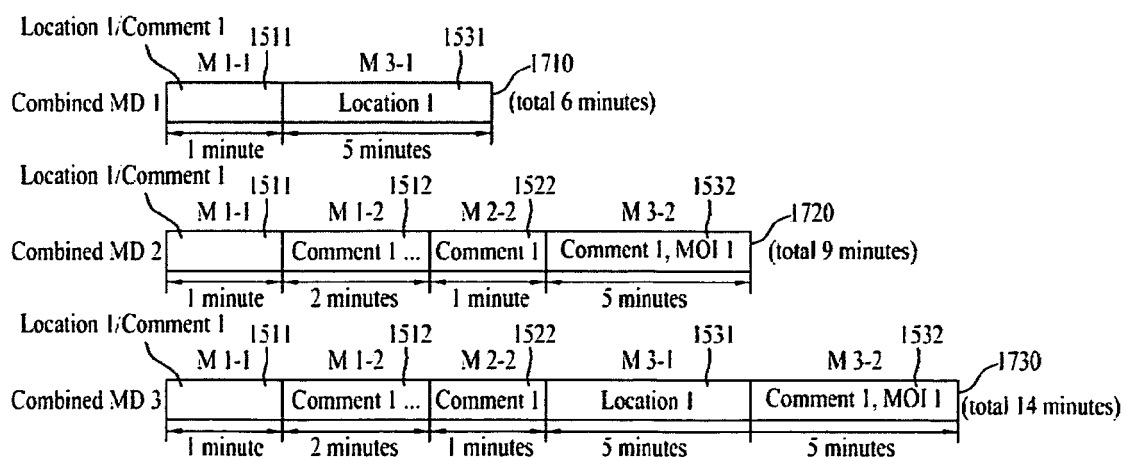 Location 1/Comment 1
1511
1531
M 1-1
M 3-1
1710
Combined MD 1
Location 1
(total 6 minutes)
1 minute
5 minutes
Location 1/Comment 1
1511
1512
1522
1532
M 1-1
M 1-2
M 2-2
M 3-2
1720
Combined MD 2
Comment 1 ...
Comment 1
Comment 1, MOI 1
(total 9 minutes)
1 minute
2 minutes
1 minute
5 minutes
Location 1/Comment 1
1511
1512
1522
1531
1532
M 1-1
M 1-2
M 2-2
M 3-1
M 3-2
1730
Combined MD 3
Comment 1 ...
Comment 1
Location 1
Comment 1, MOI 1
(total 14 minutes)
1 minute
2 minutes
1 minute
5 minutes
5 minutes